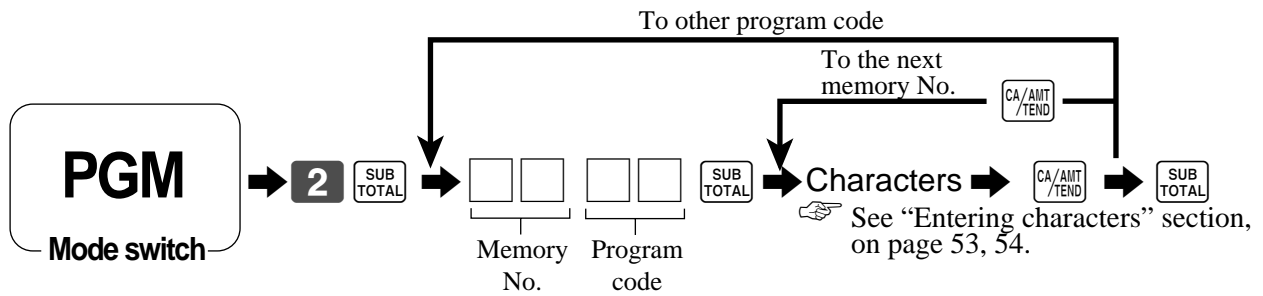 To other program code
To the next
memory No.
CA/AMT
/TEND
PGM
Mode switch
2
SUB
TOTAL
SUB
TOTAL
Characters
CA/AMT
/TEND
SUB
TOTAL
☞ See “Entering characters” section,
on page 53, 54.
Memory
No.
Program
code